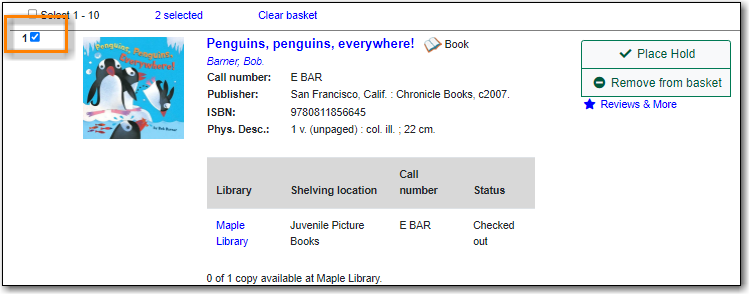 Select 1 - 10 2 selected Clear basket
1
Penguins, penguins, everywhere! Book
Barner, Bob.
Call number: E BAR
Publisher: San Francisco, Calif. : Chronicle Books, c2007.
ISBN: 9780811856645
Phys. Desc.: 1 v. (unpaged) : col. ill. ; 22 cm.
Place Hold
Remove from basket
Reviews & More
Penguins, Penguins,
Everywhere!
by Bob Barner
Library Shelving location Call number Status
Maple Library Juvenile Picture Books E BAR Checked out
0 of 1 copy available at Maple Library.